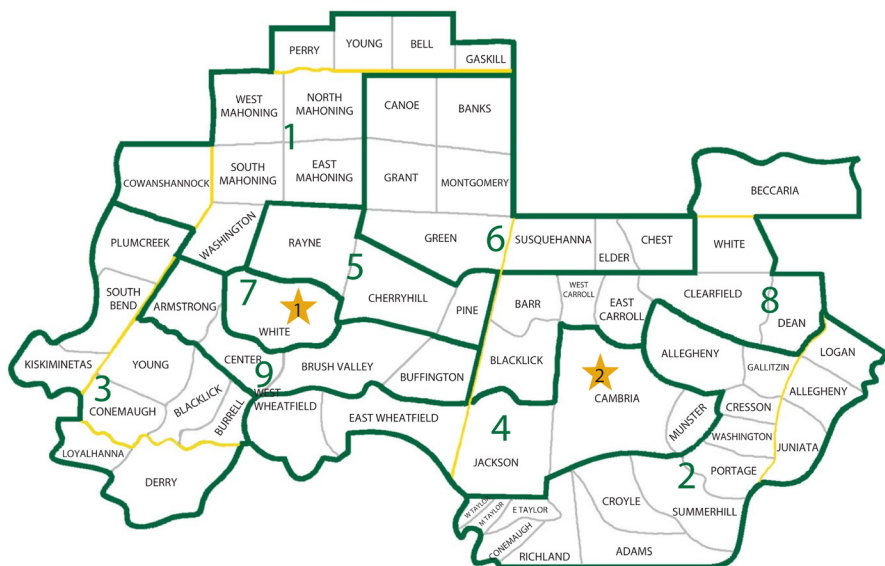 PERRY
YOUNG
BELL
GASKILL
WEST
MAHONING
NORTH
MAHONING
CANOE
BANKS
1
SOUTH
MAHONING
EAST
MAHONING
GRANT
MONTGOMERY
COWANSHANNOCK
BECCARIA
PLUMCREEK
WASHINGTON
RAYNE
GREEN
6
SUSQUEHANNA
ELDER
CHEST
WHITE
5
7
SOUTH
BEND
ARMSTRONG
1
WHITE
CHERRYHILL
PINE
BARR
WEST
CARROLL
EAST
CARROLL
CLEARFIELD
8
DEAN
KISKIMINETAS
YOUNG
3
CENTER
9
BRUSH VALLEY
BUFFINGTON
BLACKLICK
2
CAMBRIA
ALLEGHENY
GALLITZIN
LOGAN
ALLEGHENY
CONEMAUGH
BLACKLICK
BURRELL
WEST
WHEATFIELD
EAST WHEATFIELD
4
JACKSON
MUNSTER
CRESSON
WASHINGTON
JUNIATA
LOYALHANNA
DERRY
2
PORTAGE
SUMMERHILL
CROYLE
W TAYLOR
M TAYLOR
E TAYLOR
CONEMAUGH
RICHLAND
ADAMS